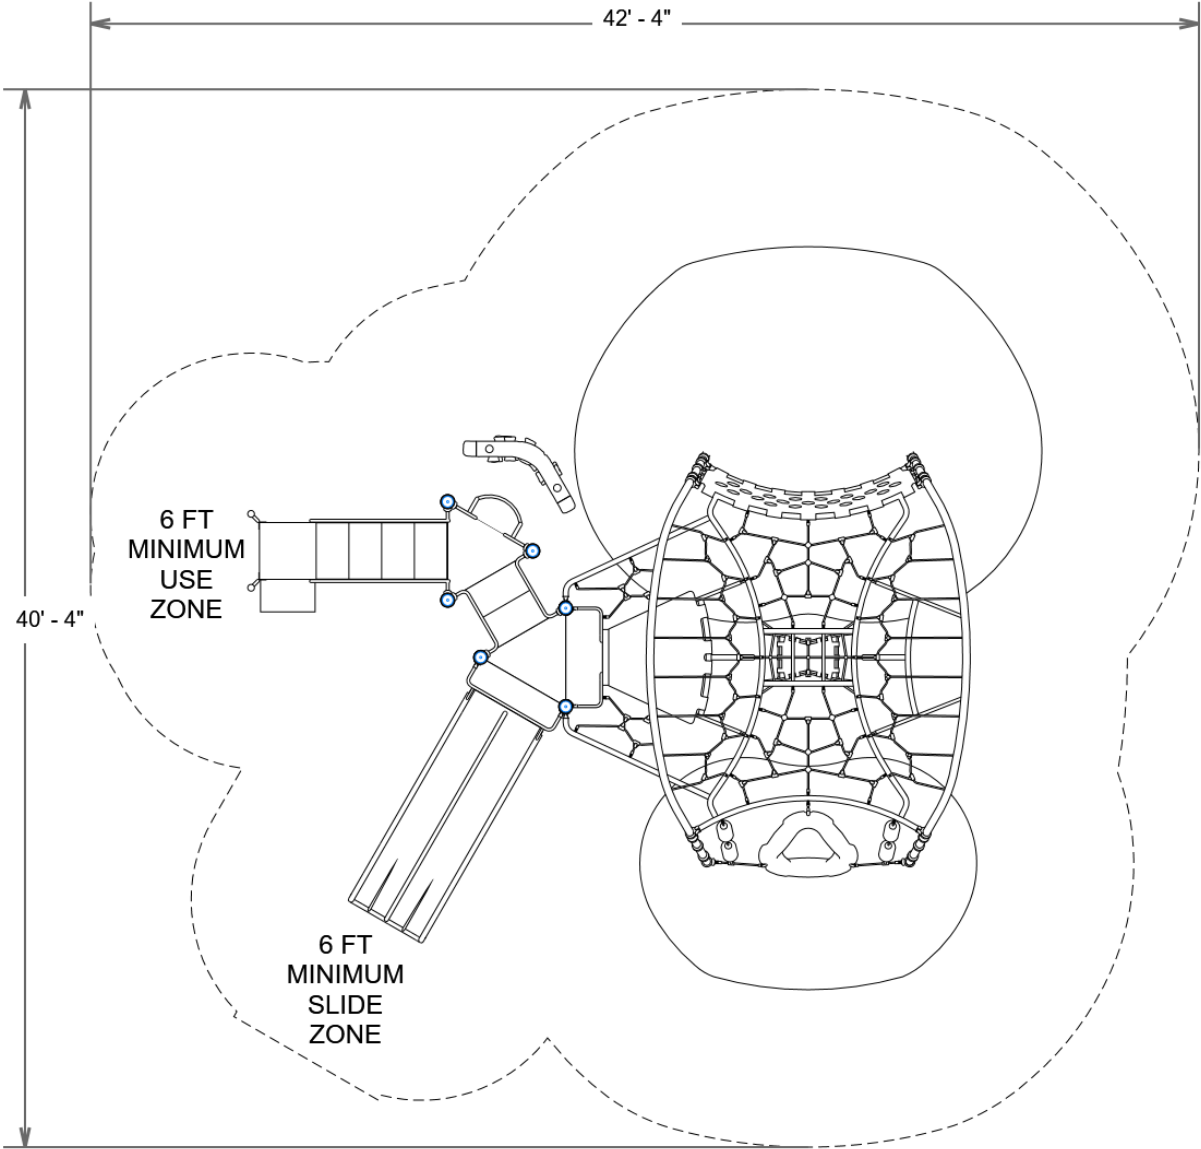 42' - 4"
6 FT
MINIMUM
USE
ZONE
40' - 4"
6 FT
MINIMUM
SLIDE
ZONE